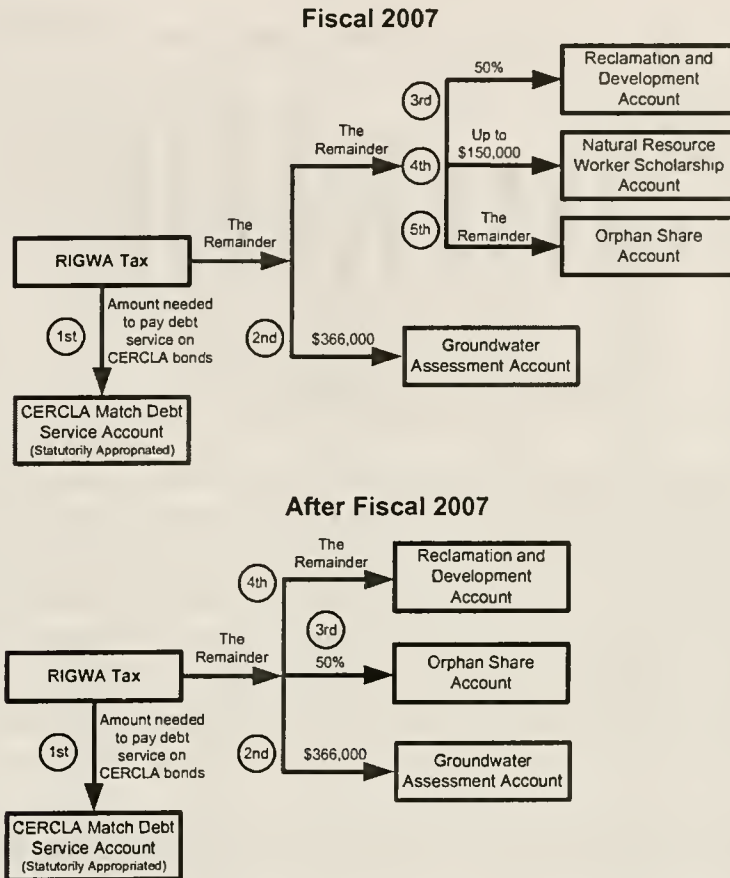 Fiscal 2007
50%
Reclamation and
Development
Account
3rd
The
Remainder
4th
Up to
$150,000
Natural Resource
Worker Scholarship
Account
5th
The
Remainder
Orphan Share
Account
The
Remainder
RIGWA Tax
1st
Amount needed
to pay debt
service on
CERCLA bonds
2nd
$366,000
Groundwater
Assessment Account
CERCLA Match Debt
Service Account
(Statutorily Appropriated)
After Fiscal 2007
The
Remainder
4th
Reclamation and
Development
Account
3rd
50%
Orphan Share
Account
The
Remainder
RIGWA Tax
1st
Amount needed
to pay debt
service on
CERCLA bonds
2nd
$366,000
Groundwater
Assessment Account
CERCLA Match Debt
Service Account
(Statutorily Appropriated)